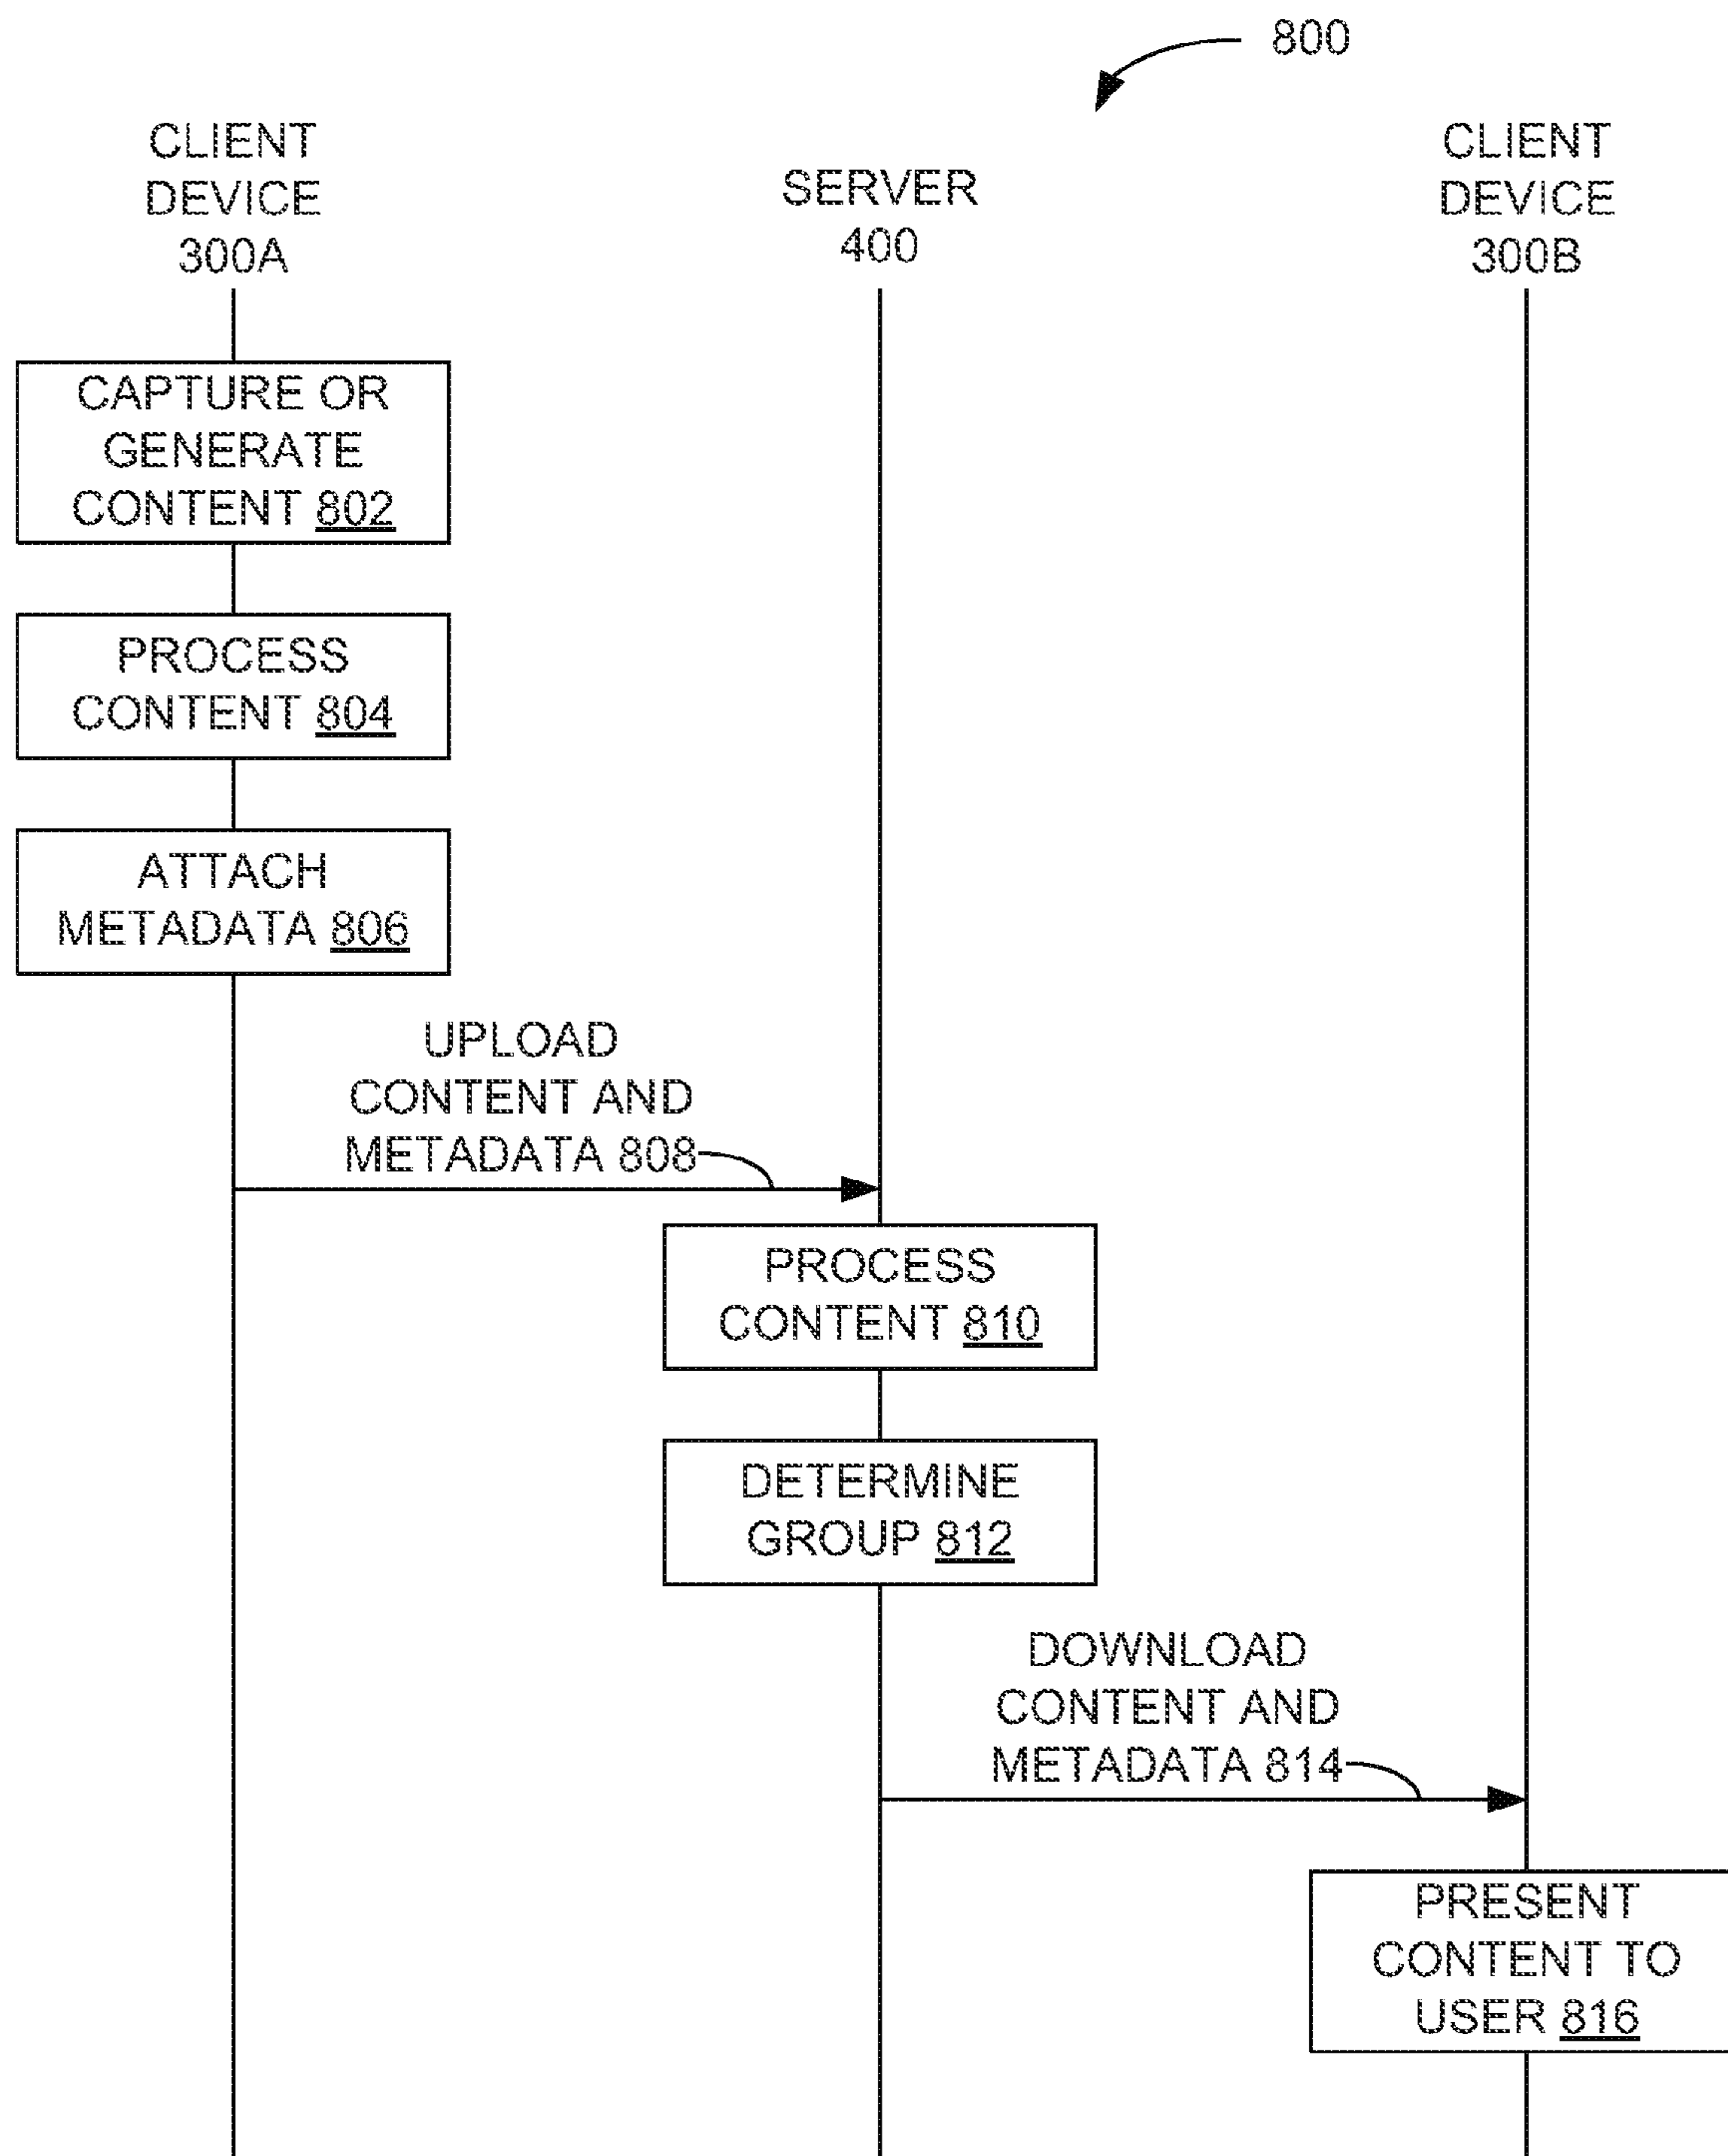 800
CLIENT
DEVICE
300A
SERVER
400
CLIENT
DEVICE
300B
CAPTURE OR
GENERATE
CONTENT 802
PROCESS
CONTENT 804
ATTACH
METADATA 806
UPLOAD
CONTENT AND
METADATA 808
PROCESS
CONTENT 810
DETERMINE
GROUP 812
DOWNLOAD
CONTENT AND
METADATA 814
PRESENT
CONTENT TO
USER 816